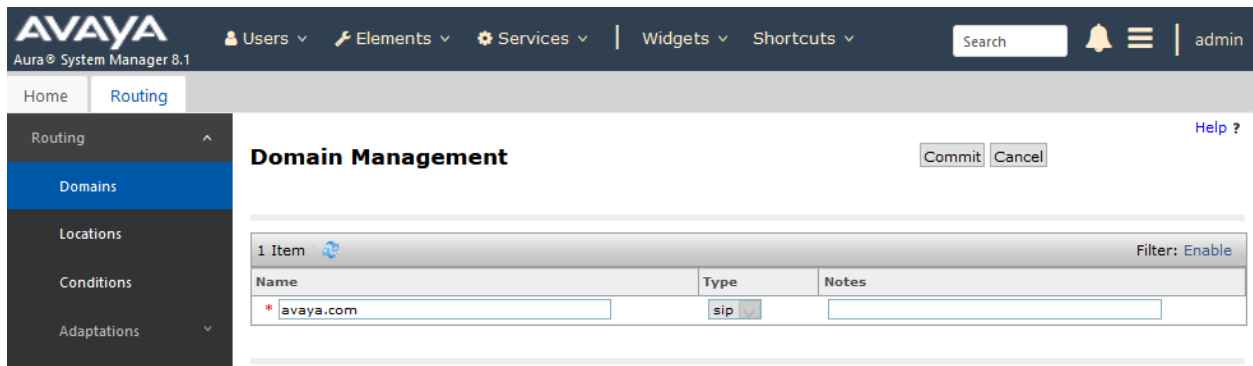 AVAYA
Aura® System Manager 8.1
Users Elements Services | Widgets Shortcuts Search | admin
Home Routing
Help ?
Routing
Domain Management Commit Cancel
Domains
Locations
1 Item Filter: Enable
Conditions
Name Type Notes
* avaya.com sip
Adaptations